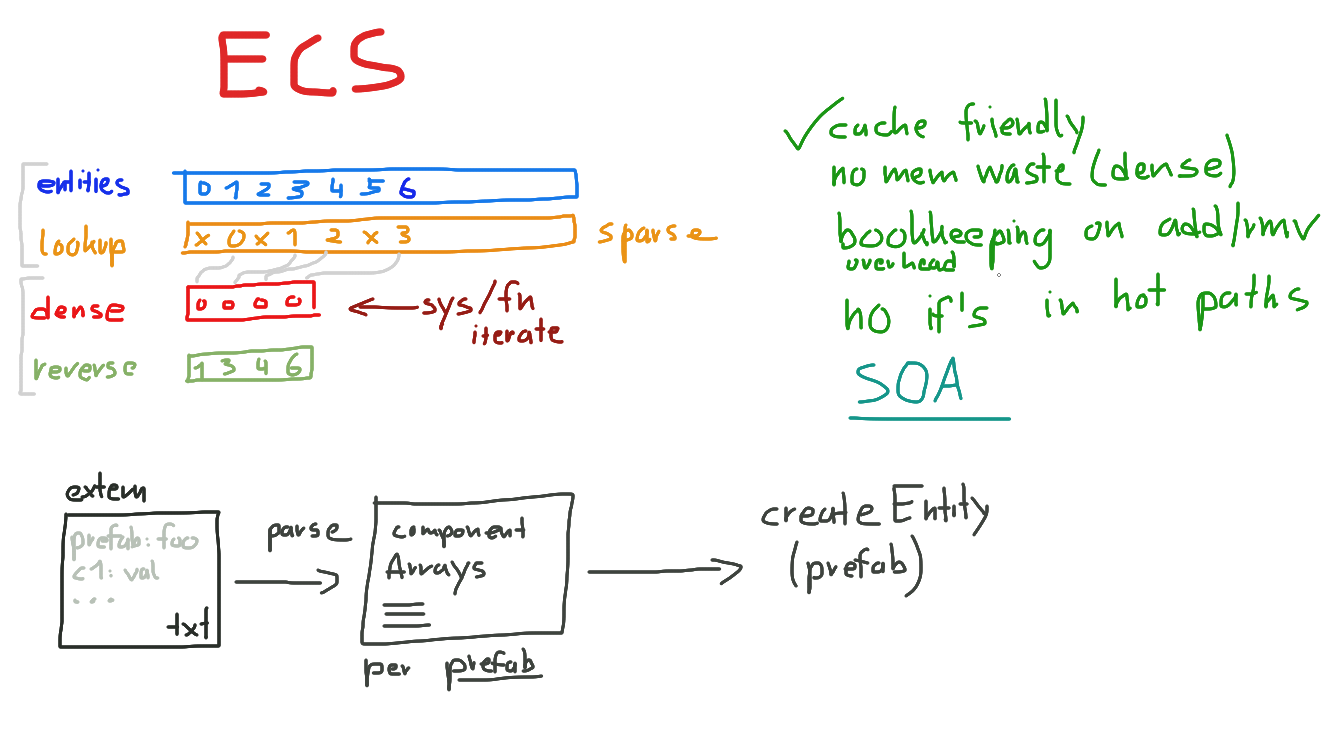 ECS
entities 0 1 2 3 4 5 6
lookup x 0 x 1 2 x 3 sparse
dense 0 0 0 0 ← sys/fn
iterate
reverse 1 3 4 6
✓ cache friendly
no mem waste (dense)
bookkeeping on add/rmv
overhead
no if's in hot paths
SOA
extern
prefab: foo
c1: val
...
txt
parse
component
Arrays
per prefab
create Entity
(prefab)